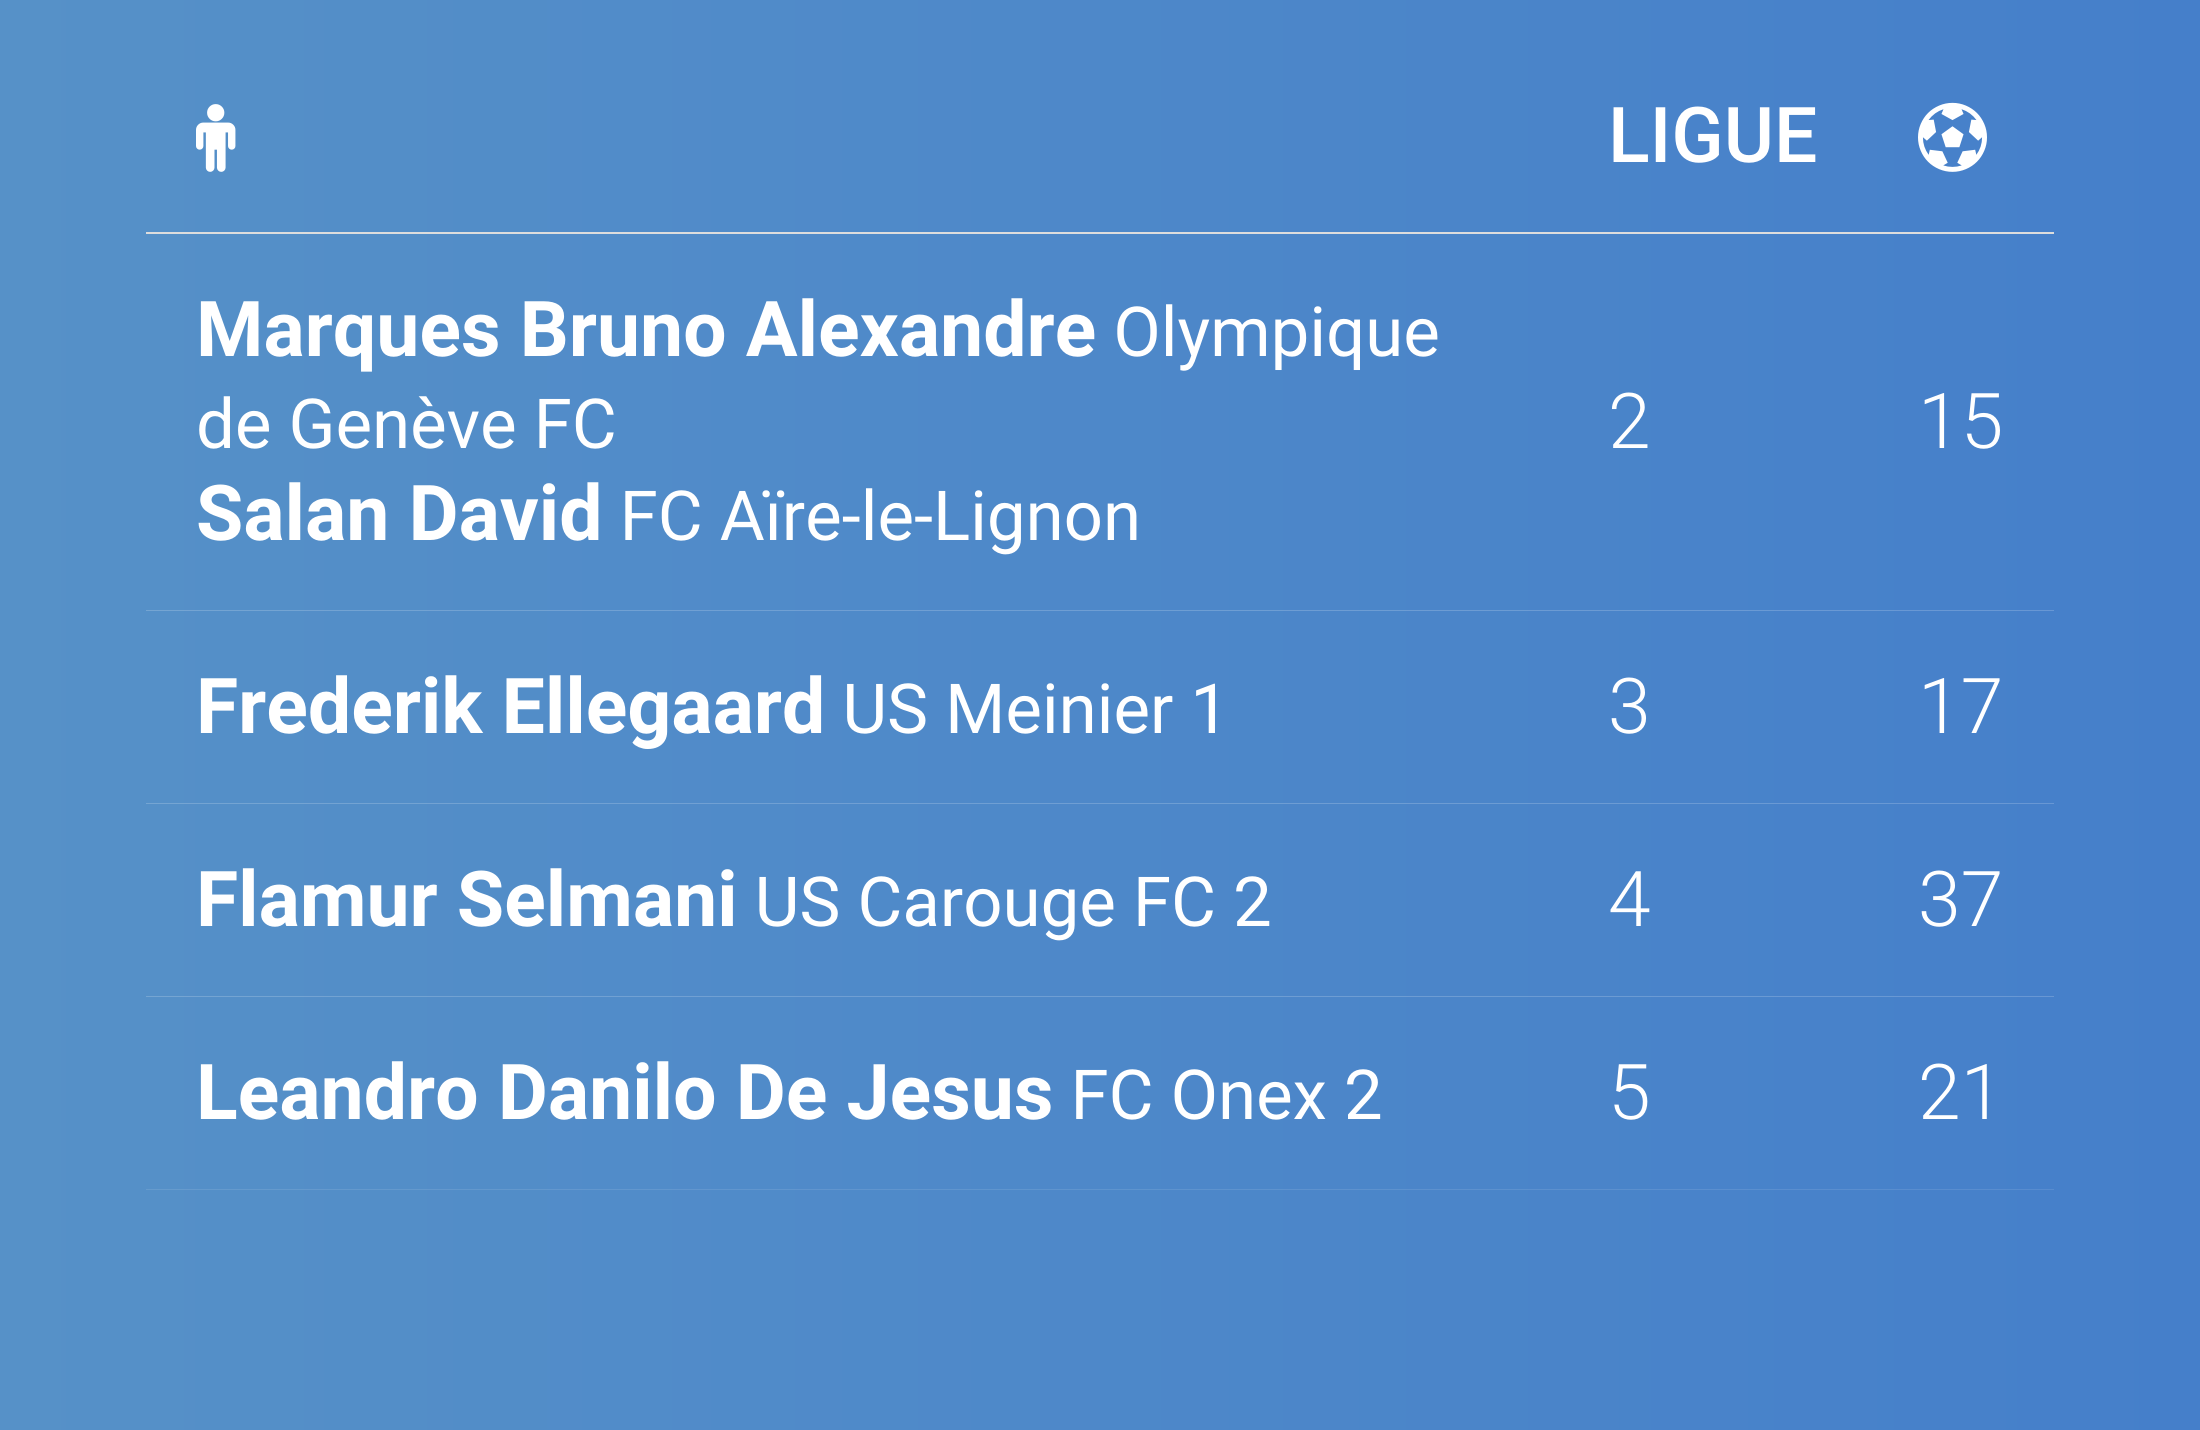 LIGUE
Marques Bruno Alexandre Olympique
de Genève FC
2 15
Salan David FC Aïre-le-Lignon
Frederik Ellegaard US Meinier 1 3 17
Flamur Selmani US Carouge FC 2 4 37
Leandro Danilo De Jesus FC Onex 2 5 21